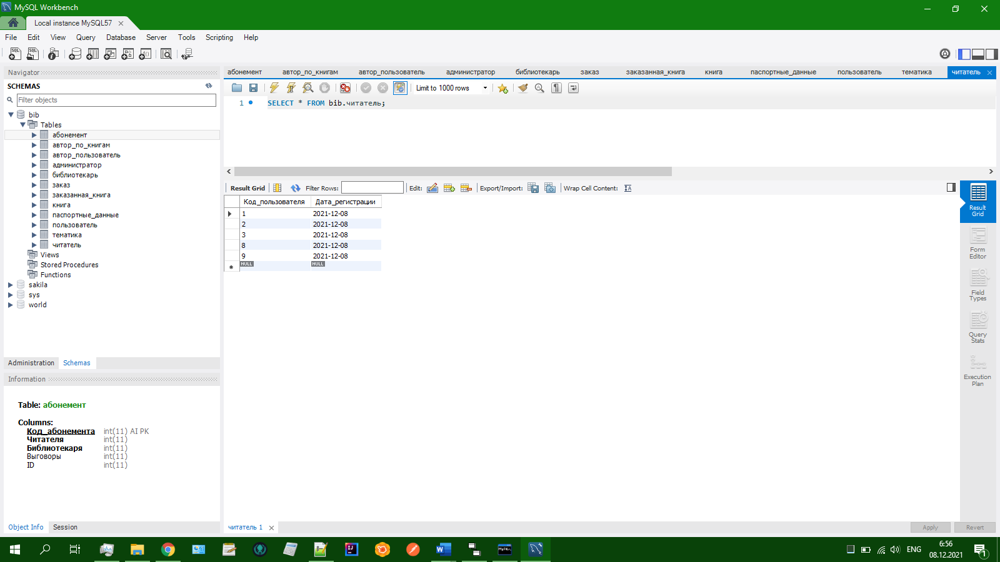 MySQL Workbench
Local instance MySQL57
File Edit View Query Database Server Tools Scripting Help
Navigator
SCHEMAS
Filter objects
bib
Tables
абонемент
автор_по_книгам
автор_пользователь
администратор
библиотекарь
заказ
заказанная_книга
книга
паспортные_данные
пользователь
тематика
читатель
Views
Stored Procedures
Functions
sakila
sys
world
Administration Schemas
Information
Table: абонемент
Columns:
Код_абонемента int(11) AI PK
Читателя int(11)
Библиотекаря int(11)
Выговоры int(11)
ID int(11)
Object Info Session
абонемент автор_по_книгам автор_пользователь администратор библиотекарь заказ заказанная_книга книга паспортные_данные пользователь тематика читатель
Limit to 1000 rows
1 SELECT * FROM bib.читатель;
Result Grid Filter Rows: Edit: Export/Import: Wrap Cell Content:
Код_пользователя Дата_регистрации
1 2021-12-08
2 2021-12-08
3 2021-12-08
8 2021-12-08
9 2021-12-08
NULL NULL
Result
Grid
Form
Editor
Field
Types
Query
Stats
Execution
Plan
читатель 1
Apply Revert
ENG
6:56
08.12.2021
1